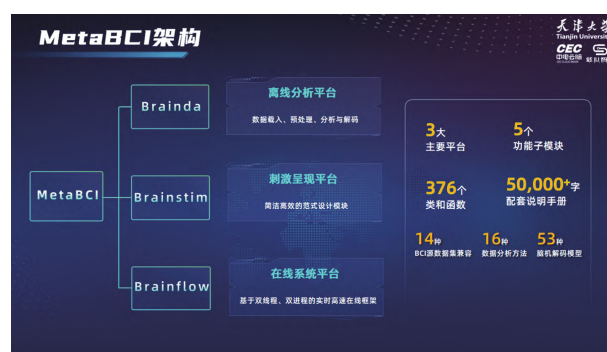 MetaBCI架构
天津大学
Tianjin University
CEC
中电云脑
MetaBCI
Brainda
离线分析平台
数据载入、预处理、分析与解码
Brainstim
刺激呈现平台
简洁高效的范式设计模块
Brainflow
在线系统平台
基于双线程、双进程的实时高速在线框架
3大
主要平台
5个
功能子模块
376个
类和函数
50,000+字
配套说明手册
14种
BCI源数据集兼容
16种
数据分析方法
53种
脑机解码模型